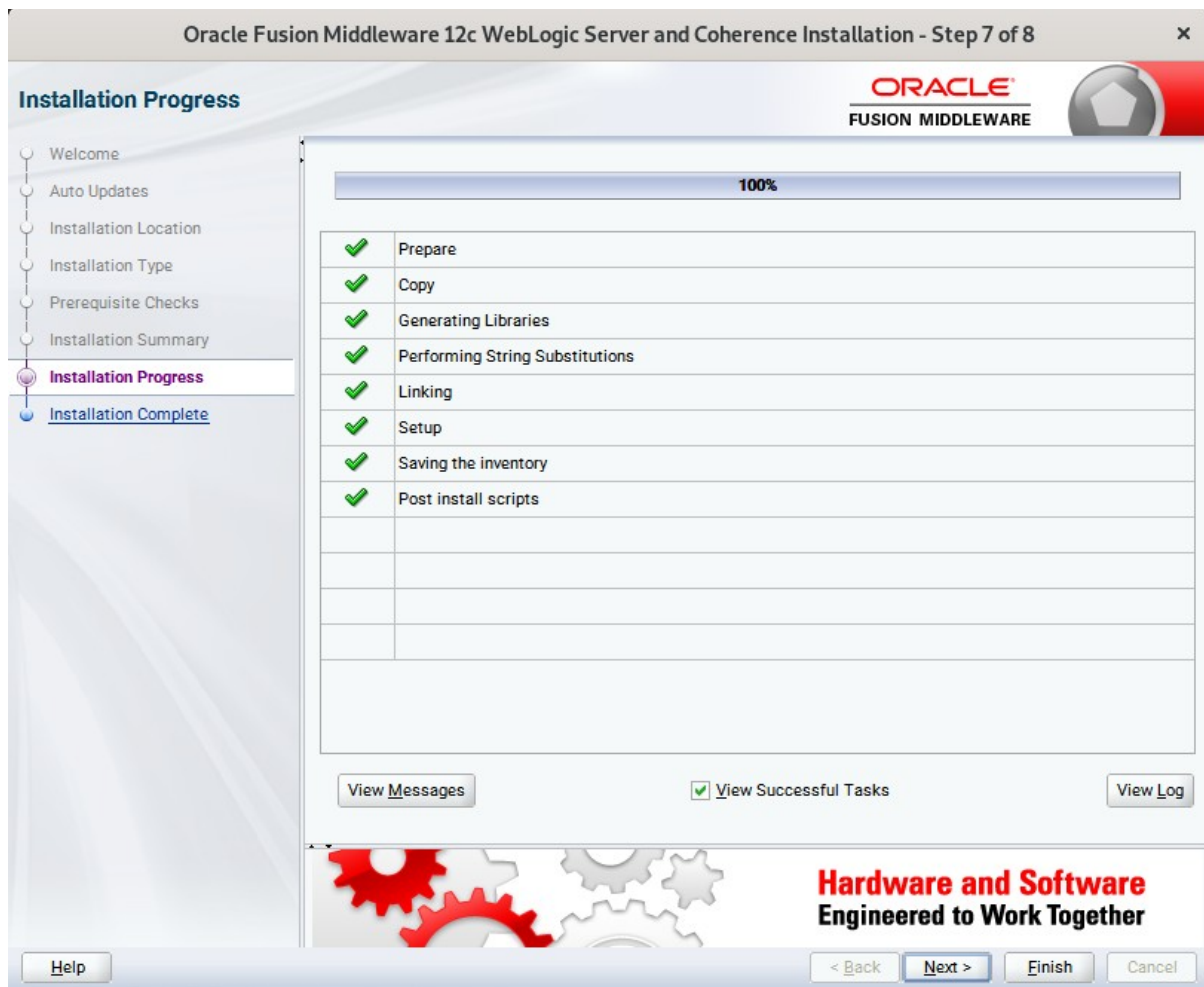 Oracle Fusion Middleware 12c WebLogic Server and Coherence Installation - Step 7 of 8
Installation Progress
ORACLE
FUSION MIDDLEWARE
Welcome
Auto Updates
Installation Location
Installation Type
Prerequisite Checks
Installation Summary
Installation Progress
Installation Complete
100%
Prepare
Copy
Generating Libraries
Performing String Substitutions
Linking
Setup
Saving the inventory
Post install scripts
View Messages
View Successful Tasks
View Log
Hardware and Software
Engineered to Work Together
Help
< Back
Next >
Finish
Cancel